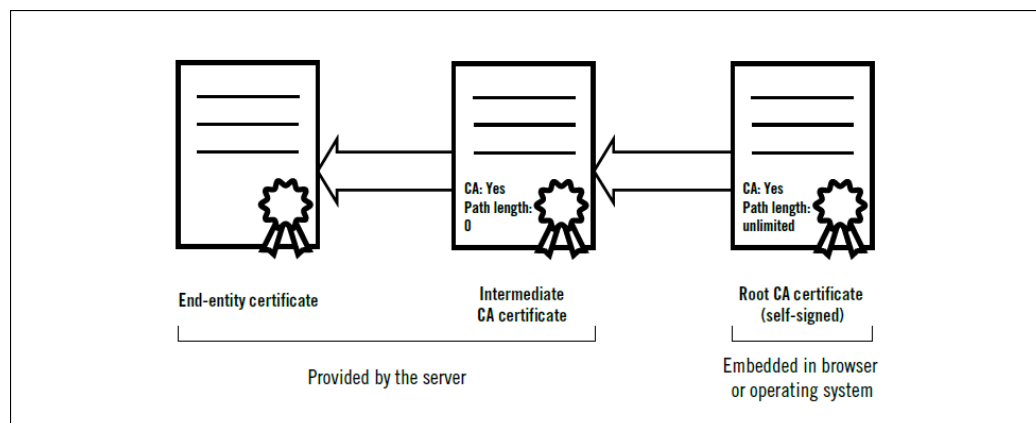 CA: Yes
Path length:
0
CA: Yes
Path length:
unlimited
End-entity certificate
Intermediate
CA certificate
Root CA certificate
(self-signed)
Provided by the server
Embedded in browser
or operating system